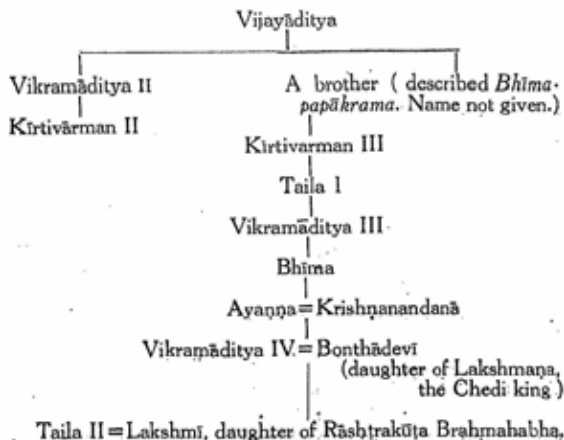 Vijayāditya
Vikramāditya II A brother ( described Bhīma-
papākrama. Name not given.)
Kīrtivārman II
Kīrtivarman III
Taila 1
Vikramāditya III
Bhīma
Ayaṇṇa=Krishṇanandanā
Vikramāditya IV.=Bonthādevī
(daughter of Lakshmaṇa,
the Chedi king )
Taila II=Lakshmī, daughter of Rāshṭrakūṭa Brahmahabha,